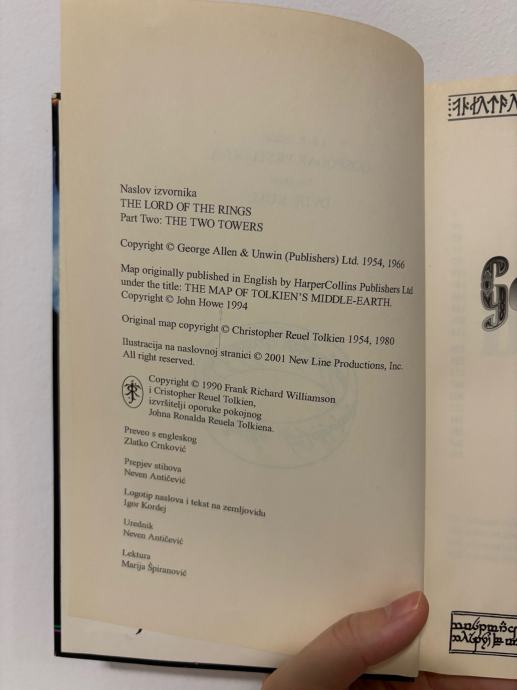 Naslov izvornika
THE LORD OF THE RINGS
Part Two: THE TWO TOWERS
Copyright © George Allen & Unwin (Publishers) Ltd. 1954, 1966
Map originally published in English by HarperCollins Publishers Ltd
under the title: THE MAP OF TOLKIEN'S MIDDLE-EARTH.
Copyright © John Howe 1994
Original map copyright © Christopher Reuel Tolkien 1954, 1980
Ilustracija na naslovnoj stranici © 2001 New Line Productions, Inc.
All right reserved.
Copyright © 1990 Frank Richard Williamson
i Cristopher Reuel Tolkien,
izvršitelji oporuke pokojnog
Johna Ronalda Reuela Tolkiena.
Preveo s engleskog
Zlatko Crnković
Prepjev stihova
Neven Antičević
Logotip naslova i tekst na zemljovidu
Igor Kordej
Urednik
Neven Antičević
Lektura
Marija Špiranović